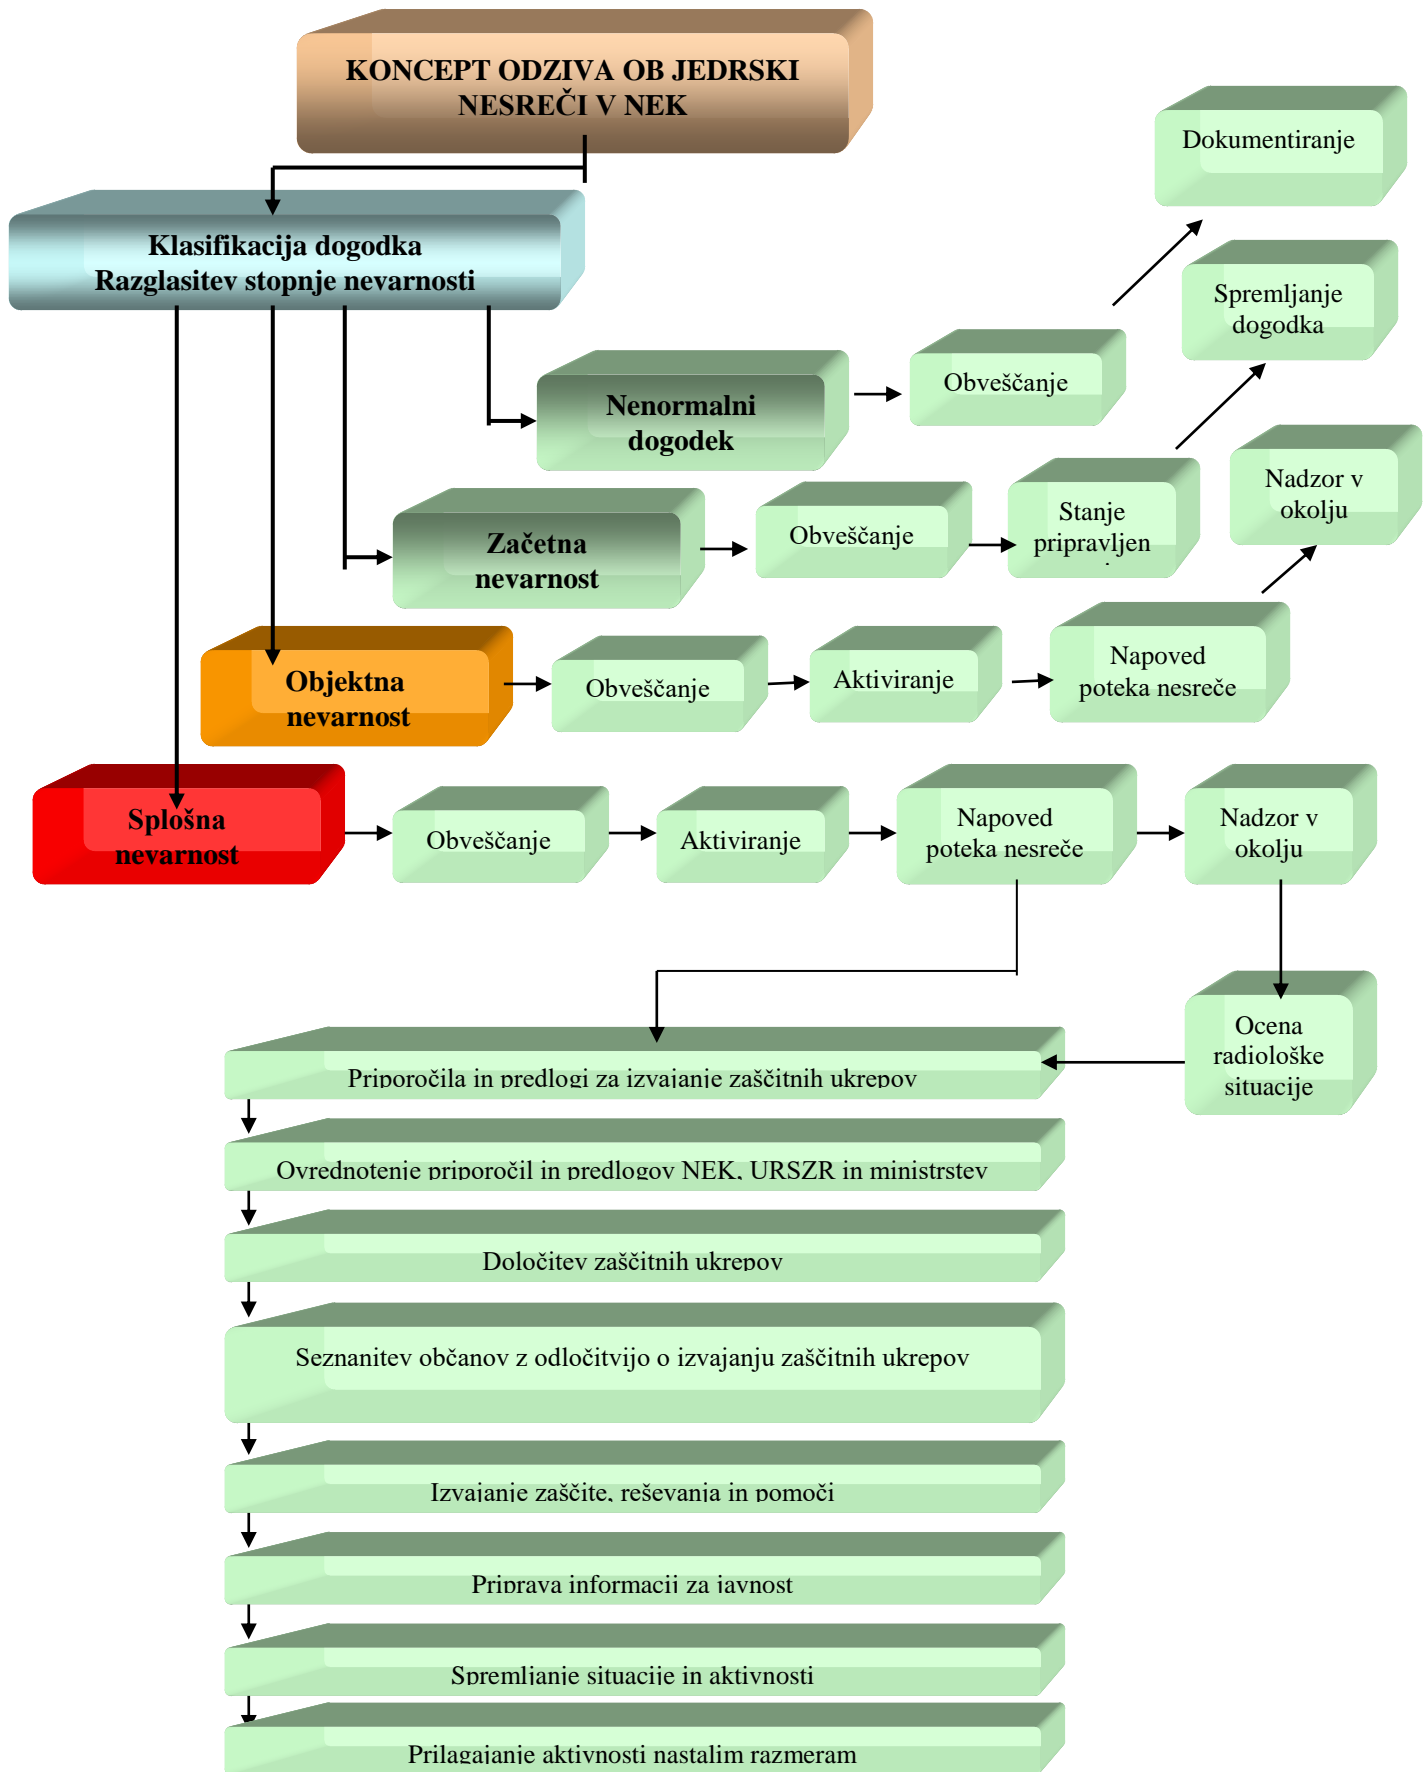 KONCEPT ODZIVA OB JEDRSKI
NESREČI V NEK
Klasifikacija dogodka
Razglasitev stopnje nevarnosti
Nenormalni
dogodek
Obveščanje
Dokumentiranje
Začetna
nevarnost
Obveščanje
Stanje
pripravljen
Spremljanje
dogodka
Objektna
nevarnost
Obveščanje
Aktiviranje
Napoved
poteka nesreče
Nadzor v
okolju
Splošna
nevarnost
Obveščanje
Aktiviranje
Napoved
poteka nesreče
Nadzor v
okolju
Ocena
radiološke
situacije
Priporočila in predlogi za izvajanje zaščitnih ukrepov
Ovrednotenje priporočil in predlogov NEK, URSZR in ministrstev
Določitev zaščitnih ukrepov
Seznanitev občanov z odločitvijo o izvajanju zaščitnih ukrepov
Izvajanje zaščite, reševanja in pomoči
Priprava informacij za javnost
Spremljanje situacije in aktivnosti
Prilagajanje aktivnosti nastalim razmeram